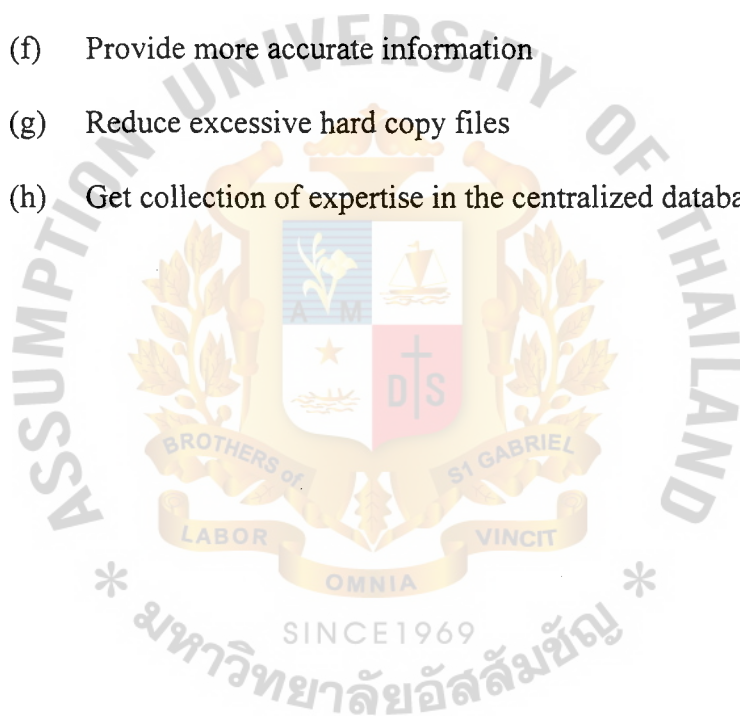 (f) Provide more accurate information
(g) Reduce excessive hard copy files
(h) Get collection of expertise in the centralized
ASSUMPTION UNIVERSITY OF THAILAND
A M
D S
BROTHERS of
S1 GABRIEL
LABOR
VINCIT
OMNIA
SINCE1969
มหาวิทยาลัยอัสสัมชัญ